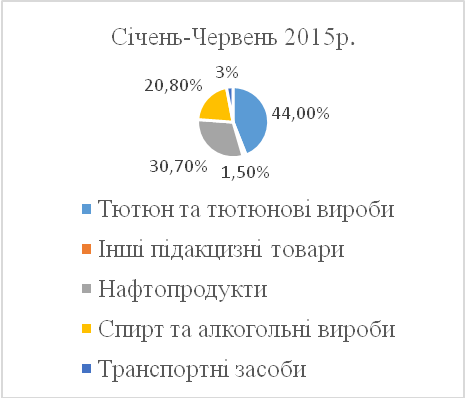 Січень-Червень 2015р.
3%
20,80%
44,00%
30,70%
1,50%
Тютюн та тютюнові вироби
Інші підакцизні товари
Нафтопродукти
Спирт та алкогольні вироби
Транспортні засоби